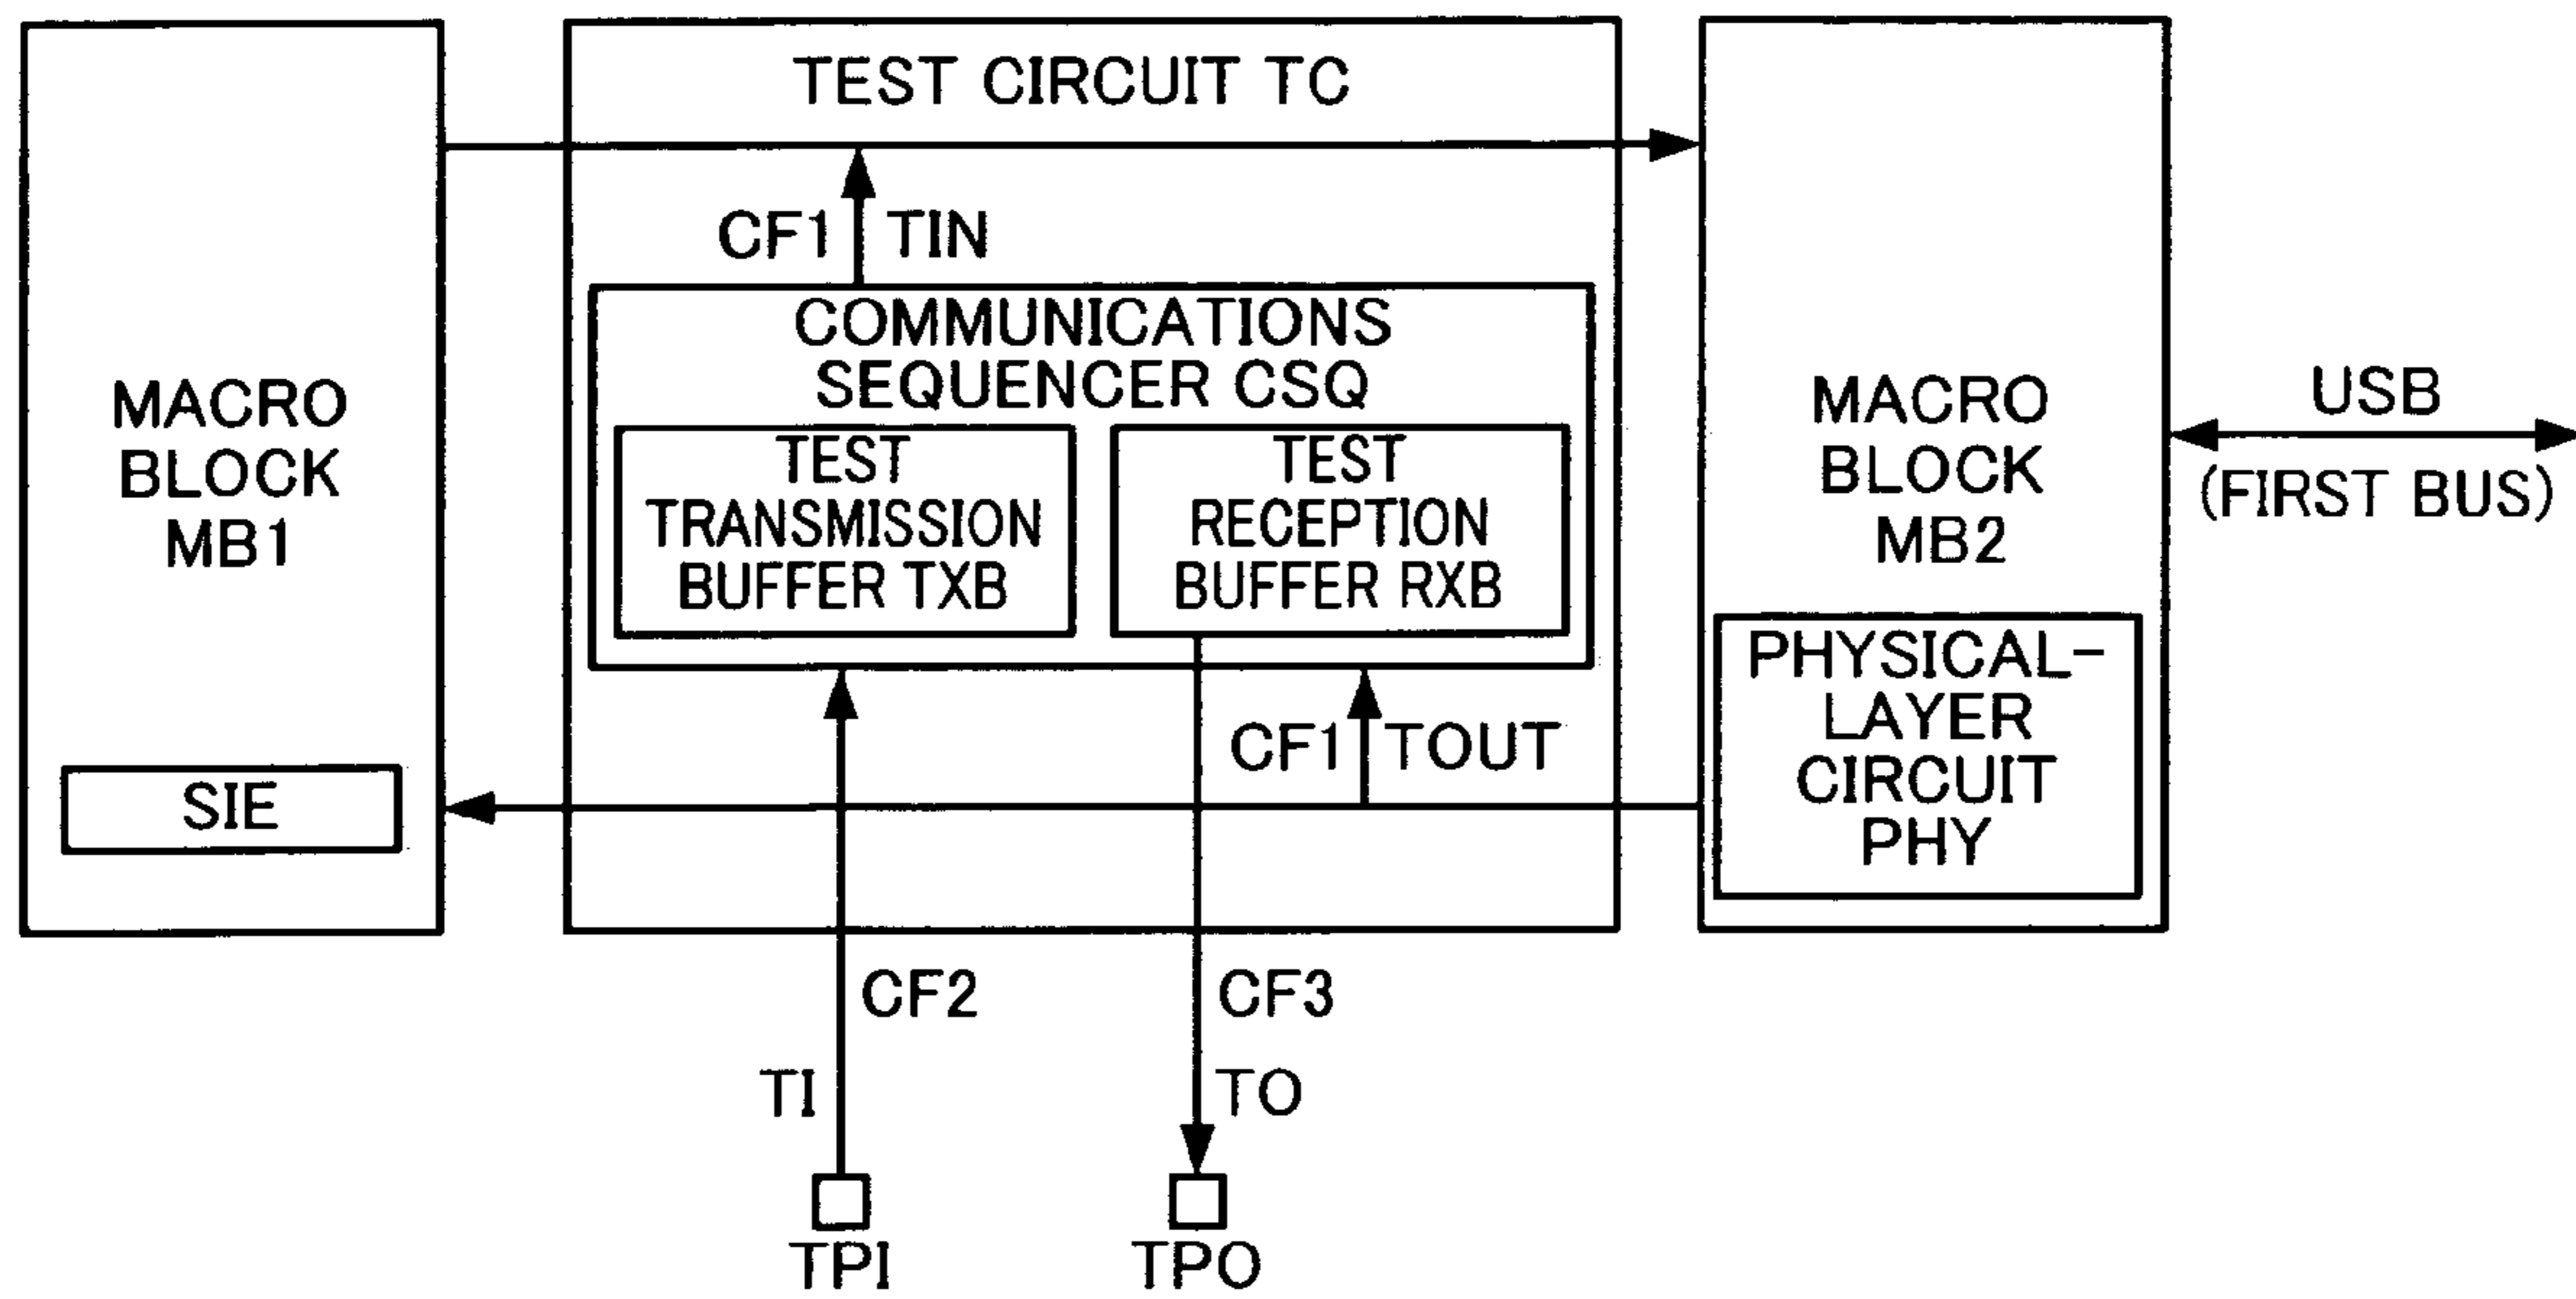 TEST CIRCUIT TC
CF1 TIN
COMMUNICATIONS
SEQUENCER CSQ
TEST
TRANSMISSION
BUFFER TXB
TEST
RECEPTION
BUFFER RXB
MACRO
BLOCK
MB1
SIE
MACRO
BLOCK
MB2
PHYSICAL-
LAYER
CIRCUIT
PHY
USB
(FIRST BUS)
CF1 TOUT
CF2
CF3
TI
TO
TPI
TPO